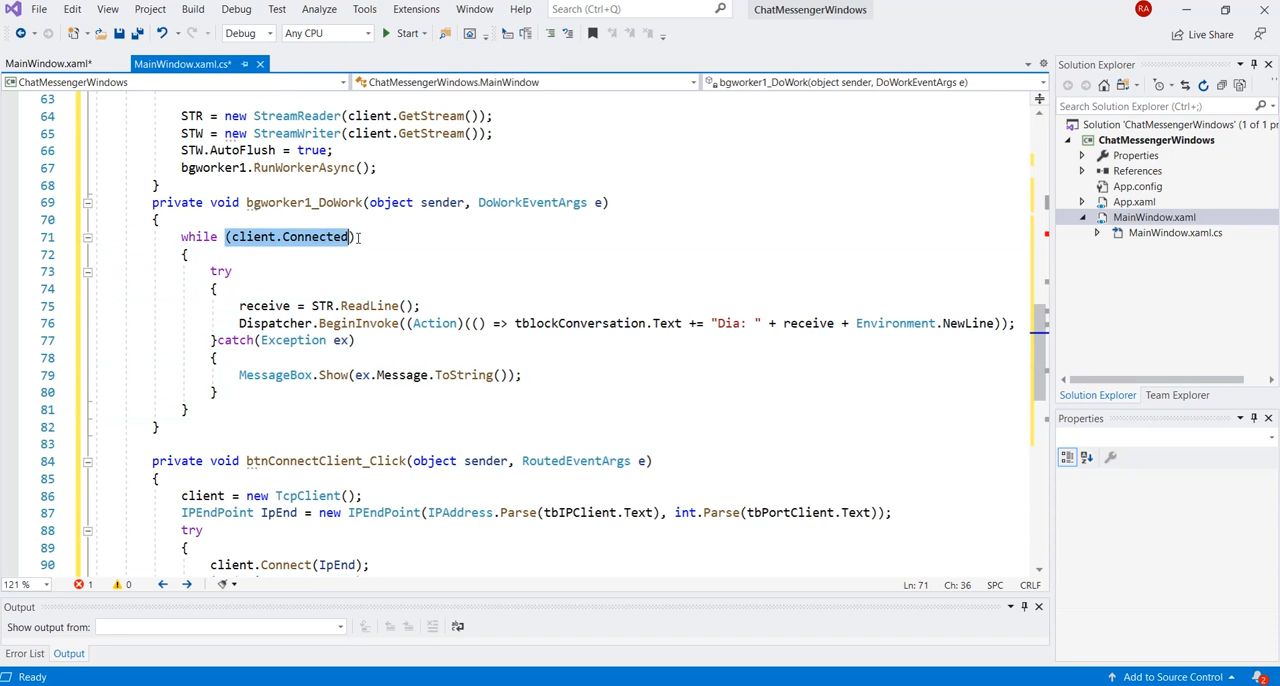 File Edit View Project Build Debug Test Analyze Tools Extensions Window Help Search (Ctrl+Q) ChatMessengerWindows RA
Debug Any CPU Start Live Share
MainWindow.xaml* MainWindow.xaml.cs*
ChatMessengerWindows ChatMessengerWindows.MainWindow bgworker1_DoWork(object sender, DoWorkEventArgs e)
63
64 STR = new StreamReader(client.GetStream());
65 STW = new StreamWriter(client.GetStream());
66 STW.AutoFlush = true;
67 bgworker1.RunWorkerAsync();
68 }
69 private void bgworker1_DoWork(object sender, DoWorkEventArgs e)
70 {
71 while (client.Connected)
72 {
73 try
74 {
75 receive = STR.ReadLine();
76 Dispatcher.BeginInvoke((Action)(() => tblockConversation.Text += "Dia: " + receive + Environment.NewLine));
77 }catch(Exception ex)
78 {
79 MessageBox.Show(ex.Message.ToString());
80 }
81 }
82 }
83
84 private void btnConnectClient_Click(object sender, RoutedEventArgs e)
85 {
86 client = new TcpClient();
87 IPEndPoint IpEnd = new IPEndPoint(IPAddress.Parse(tbIPClient.Text), int.Parse(tbPortClient.Text));
88 try
89 {
90 client.Connect(IpEnd);
121 % 1 0 Ln: 71 Ch: 36 SPC CRLF
Output
Show output from:
Error List Output
Ready Add to Source Control 2
Solution Explorer
Search Solution Explorer (Ctrl+;)
Solution 'ChatMessengerWindows' (1 of 1 pr
ChatMessengerWindows
Properties
References
App.config
App.xaml
MainWindow.xaml
MainWindow.xaml.cs
Solution Explorer Team Explorer
Properties